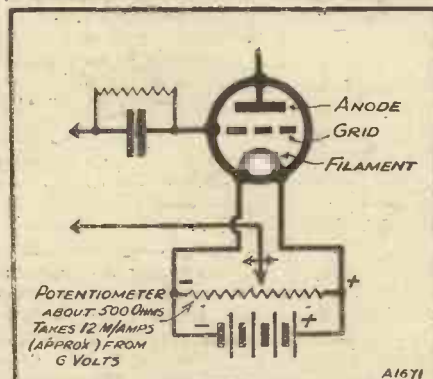 ANODE
GRID
FILAMENT
POTENTIOMETER
ABOUT 500 OHMS
TAKES 12 M/AMPS
(APPROX) FROM
6 VOLTS
- +
- +
A1671